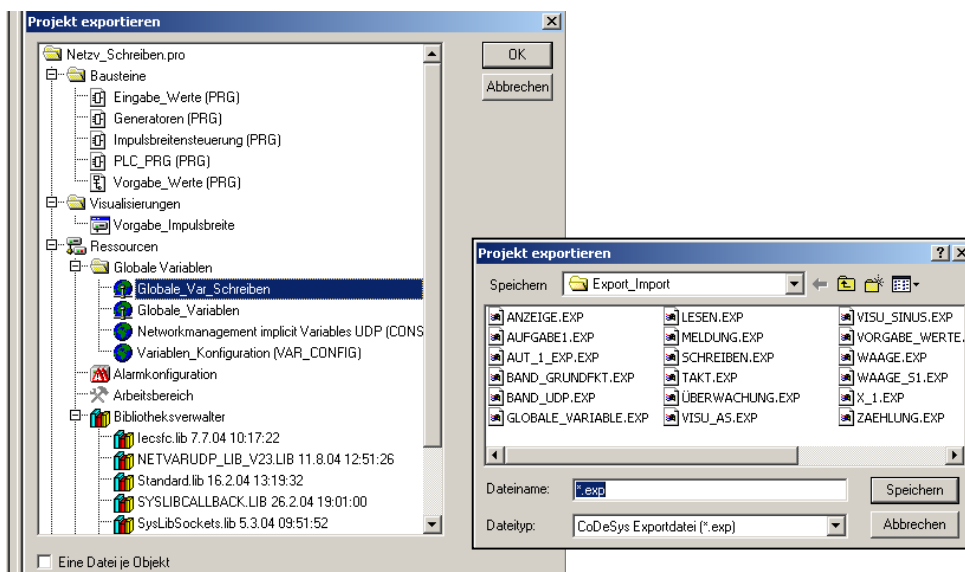 Projekt exportieren
Netzv_Schreiben.pro
Bausteine
Eingabe_Werte (PRG)
Generatoren (PRG)
Impulsbreitensteuerung (PRG)
PLC_PRG (PRG)
Vorgabe_Werte (PRG)
Visualisierungen
Vorgabe_Impulsbreite
Ressourcen
Globale Variablen
Globale_Var_Schreiben
Globale_Variablen
Networkmanagement implicit Variables UDP (CONS
Variablen_Konfiguration (VAR_CONFIG)
Alarmkonfiguration
Arbeitsbereich
Bibliotheksverwalter
Iecsfc.lib 7.7.04 10:17:22
NETVARUDP_LIB_V23.LIB 11.8.04 12:51:26
Standard.lib 16.2.04 13:19:32
SYSLIBCALLBACK.LIB 26.2.04 19:01:00
SysLibSockets.lib 5.3.04 09:51:52
Eine Datei je Objekt
OK
Abbrechen
Projekt exportieren
Speichern Export_Import
ANZEIGE.EXP LESEN.EXP VISU_SINUS.EXP
AUFGABE1.EXP MELDUNG.EXP VORGABE_WERTE.
AUT_1_EXP.EXP SCHREIBEN.EXP WAAGE.EXP
BAND_GRUNDFKT.EXP TAKT.EXP WAAGE_S1.EXP
BAND_UDP.EXP ÜBERWACHUNG.EXP X_1.EXP
GLOBALE_VARIABLE.EXP VISU_AS.EXP ZAEHLUNG.EXP
Dateiname: *.exp Speichern
Dateityp: CoDeSys Exportdatei (*.exp) Abbrechen